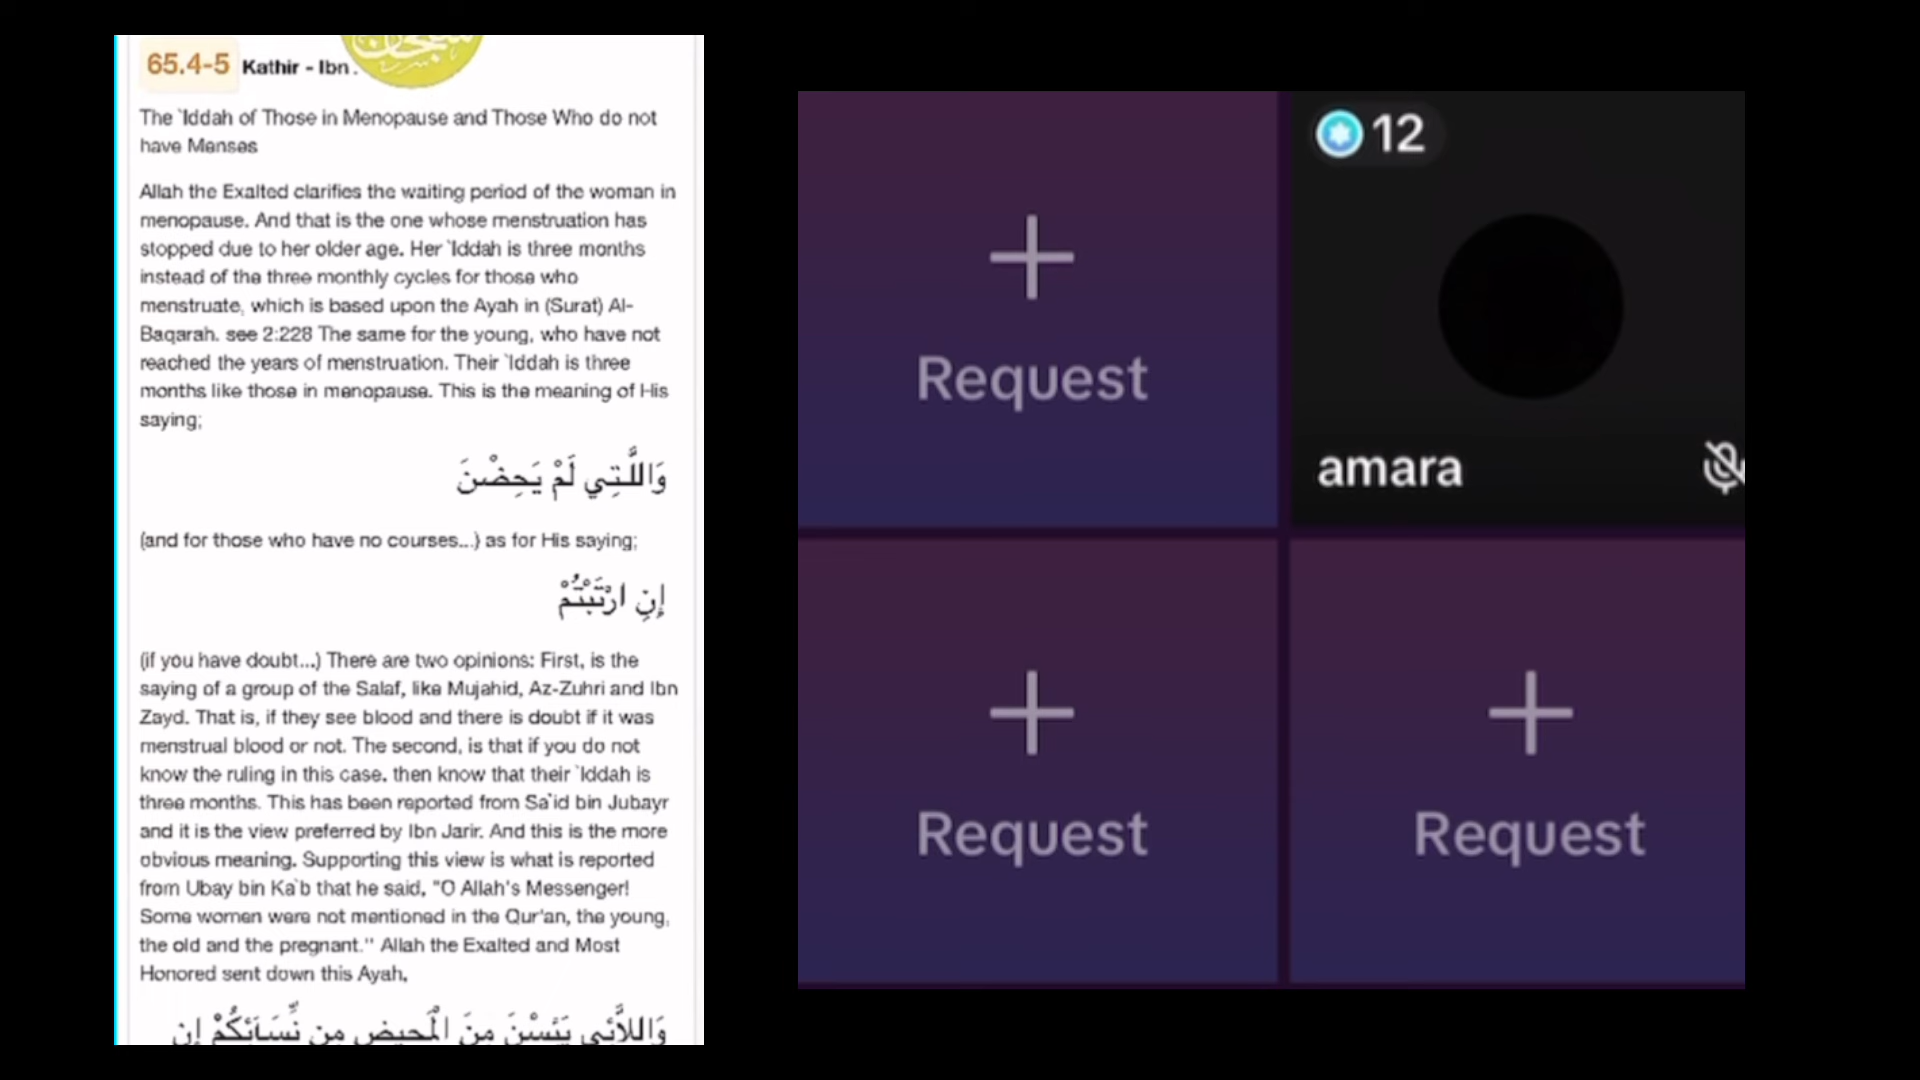 65.4-5 Kathir - Ibn
The `Iddah of Those in Menopause and Those Who do not
have Menses
Allah the Exalted clarifies the waiting period of the woman in
menopause. And that is the one whose menstruation has
stopped due to her older age. Her `Iddah is three months
instead of the three monthly cycles for those who
menstruate, which is based upon the Ayah in (Surat) Al-
Baqarah. see 2:228 The same for the young, who have not
reached the years of menstruation. Their `Iddah is three
months like those in menopause. This is the meaning of His
saying;
وَاللَّـتِي لَمْ يَحِضْنَ
(and for those who have no courses...) as for His saying;
إِنِ ارْتَبْتُمْ
(if you have doubt...) There are two opinions: First, is the
saying of a group of the Salaf, like Mujahid, Az-Zuhri and Ibn
Zayd. That is, if they see blood and there is doubt if it was
menstrual blood or not. The second, is that if you do not
know the ruling in this case, then know that their `Iddah is
three months. This has been reported from Sa`id bin Jubayr
and it is the view preferred by Ibn Jarir. And this is the more
obvious meaning. Supporting this view is what is reported
from Ubay bin Ka`b that he said, "O Allah's Messenger!
Some women were not mentioned in the Qur'an, the young,
the old and the pregnant." Allah the Exalted and Most
Honored sent down this Ayah,
وَاللاَّئِي يَئِسْنَ مِنَ الْمَحِيضِ مِن نِّسَآئِكُمْ إِنِ
Request
12
amara
Request
Request